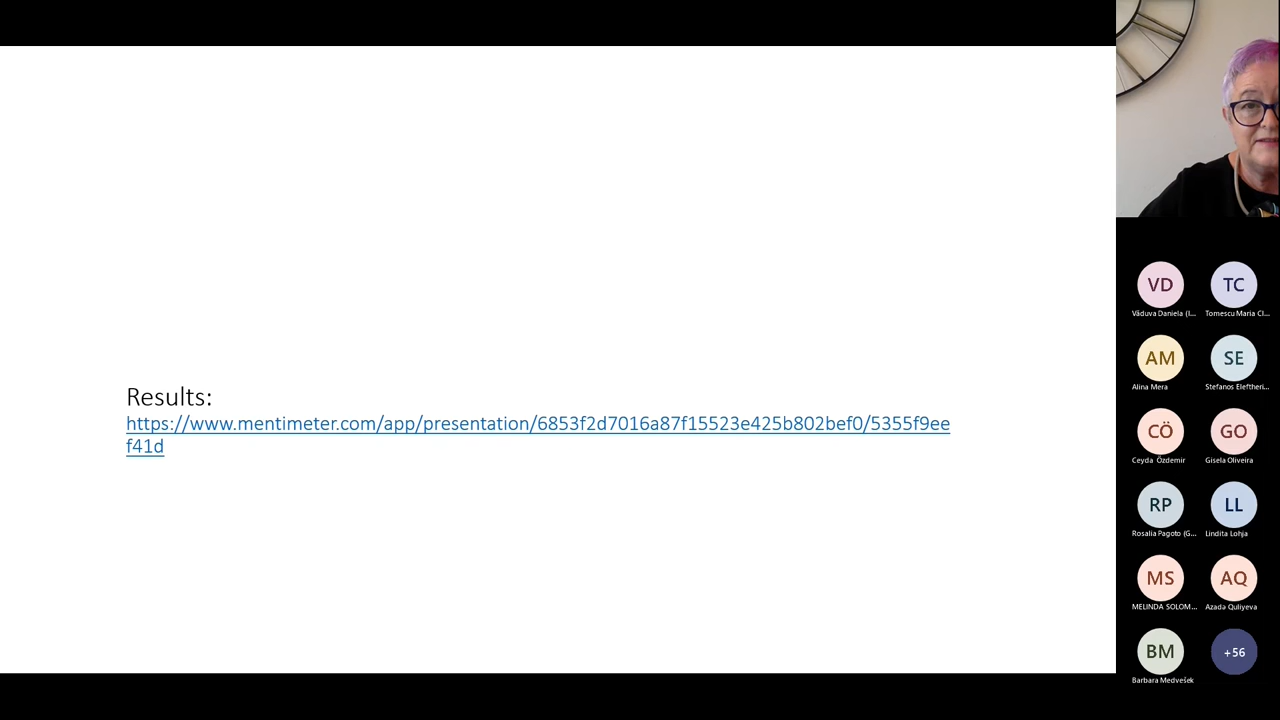 Results:
https://www.mentimeter.com/app/presentation/6853f2d7016a87f15523e425b802bef0/5355f9ee
f41d
VD
TC
Văduva Daniela (I...
Tomescu Maria Cl...
AM
SE
Alina Mera
Stefanos Eleftheri...
CÖ
GO
Ceyda Özdemir
Gisela Oliveira
RP
LL
Rosalia Pagoto (G...
Lindita Lohja
MS
AQ
MELINDA SOLOM...
Azadə Quliyeva
BM
+56
Barbara Medvešek